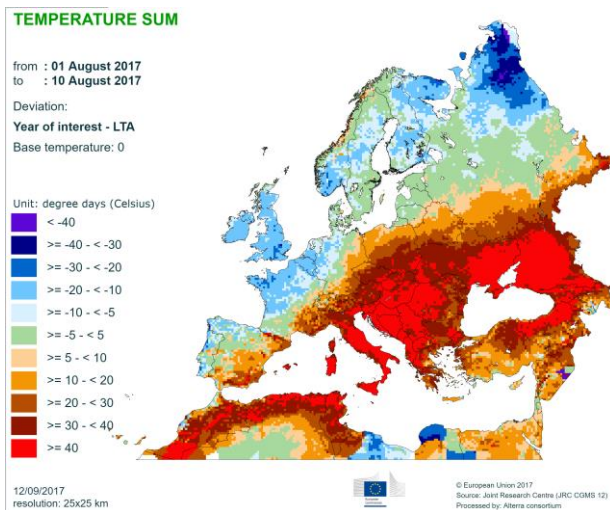 TEMPERATURE SUM
from : 01 August 2017
to : 10 August 2017
Deviation:
Year of interest - LTA
Base temperature: 0
Unit: degree days (Celsius)
< -40
>= -40 - < -30
>= -30 - < -20
>= -20 - < -10
>= -10 - < -5
>= -5 - < 5
>= 5 - < 10
>= 10 - < 20
>= 20 - < 30
>= 30 - < 40
>= 40
12/09/2017
resolution: 25x25 km
© European Union 2017
Source: Joint Research Centre (JRC CGMS 12)
Processed by: Alterra consortium